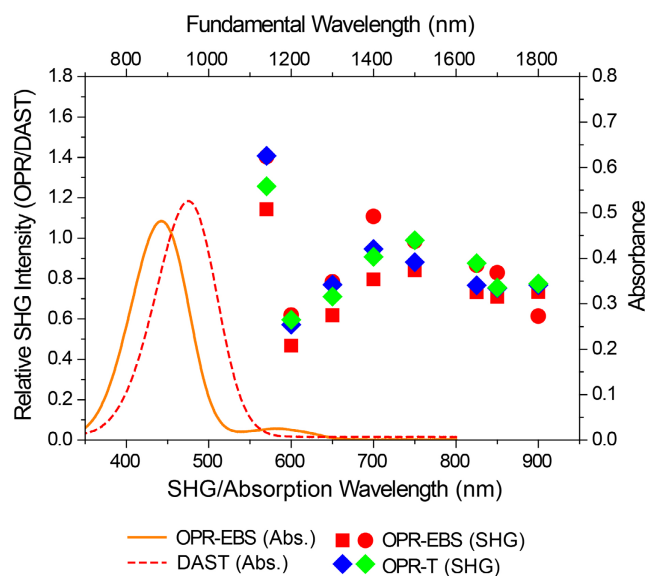 Fundamental Wavelength (nm)
800 1000 1200 1400 1600 1800
Relative SHG Intensity (OPR/DAST)
1.8
1.6
1.4
1.2
1.0
0.8
0.6
0.4
0.2
0.0
0.8
0.7
0.6
0.5
0.4
0.3
0.2
0.1
0.0
Absorbance
400 500 600 700 800 900
SHG/Absorption Wavelength (nm)
OPR-EBS (Abs.)
DAST (Abs.)
OPR-EBS (SHG)
OPR-T (SHG)